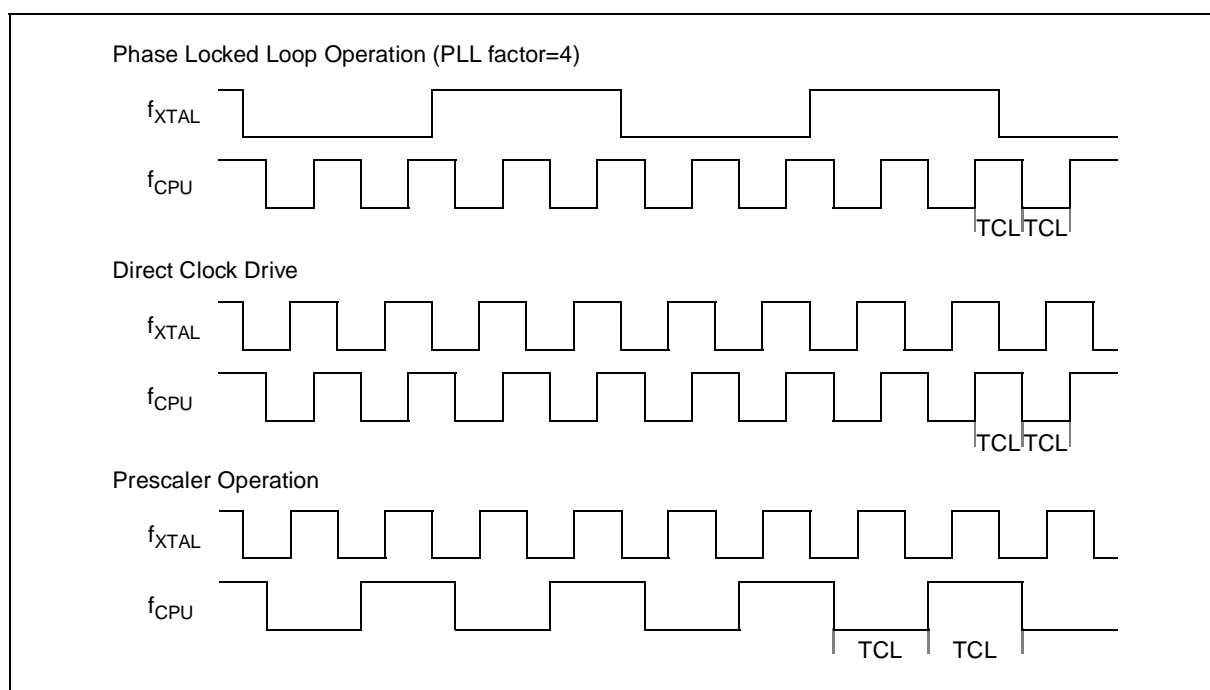 Phase Locked Loop Operation (PLL factor=4)
fXTAL
fCPU
TCL TCL
Direct Clock Drive
fXTAL
fCPU
TCL TCL
Prescaler Operation
fXTAL
fCPU
TCL TCL